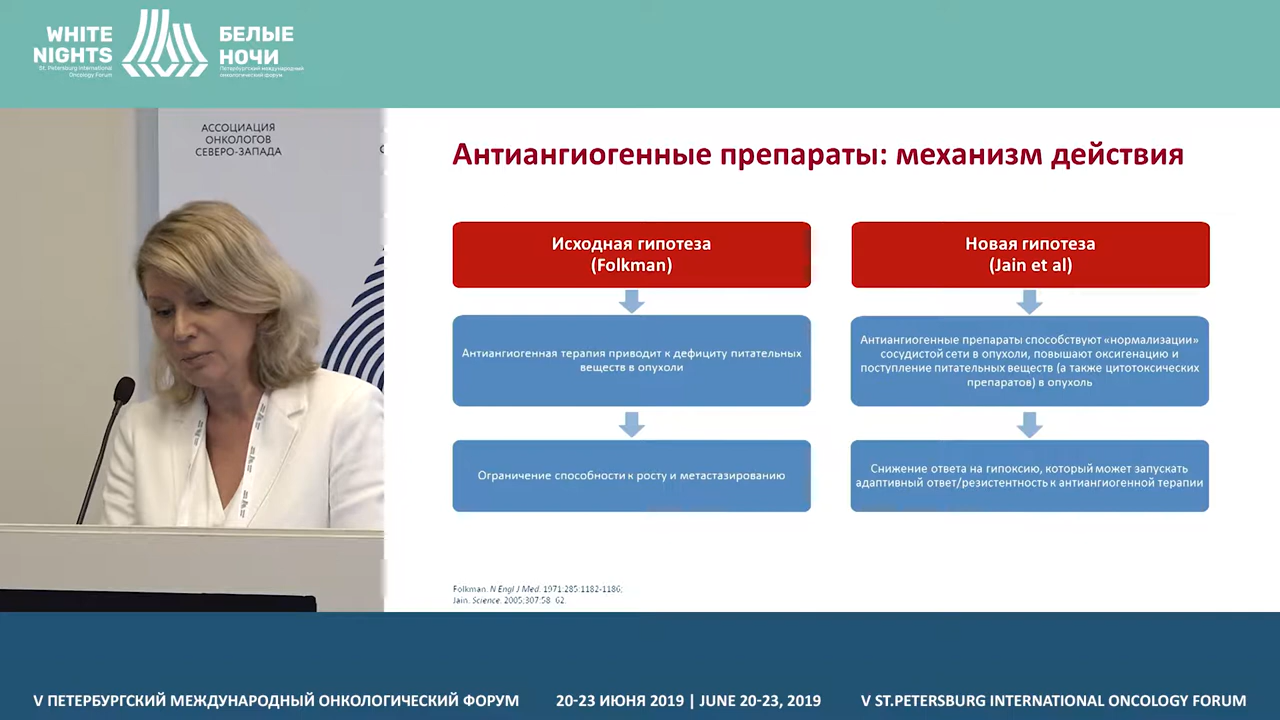 WHITE
NIGHTS
St. Petersburg International
Oncology Forum
БЕЛЫЕ
НОЧИ
Петербургский международный
онкологический форум
АССОЦИАЦИЯ
ОНКОЛОГОВ
СЕВЕРО-ЗАПАДА
Антиангиогенные препараты: механизм действия
Исходная гипотеза
(Folkman)
Антиангиогенная терапия приводит к дефициту питательных
веществ в опухоли
Ограничение способности к росту и метастазированию
Новая гипотеза
(Jain et al)
Антиангиогенные препараты способствуют «нормализации»
сосудистой сети в опухоли, повышают оксигенацию и
поступление питательных веществ (а также цитотоксических
препаратов) в опухоль
Снижение ответа на гипоксию, который может запускать
адаптивный ответ/резистентность к антиангиогенной терапии
Folkman. N Engl J Med. 1971;285:1182-1186;
Jain. Science. 2005;307:58-62.
V ПЕТЕРБУРГСКИЙ МЕЖДУНАРОДНЫЙ ОНКОЛОГИЧЕСКИЙ ФОРУМ
20-23 ИЮНЯ 2019 | JUNE 20-23, 2019
V ST.PETERSBURG INTERNATIONAL ONCOLOGY FORUM